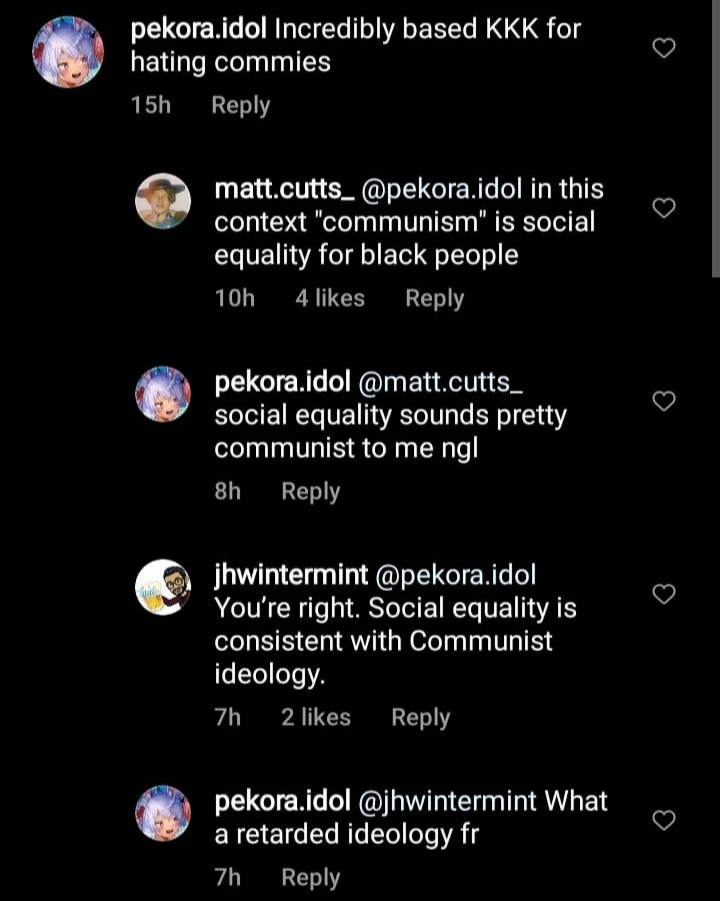 pekora.idol Incredibly based KKK for
hating commies
15h Reply
matt.cutts_ @pekora.idol in this
context "communism" is social
equality for black people
10h 4 likes Reply
pekora.idol @matt.cutts_
social equality sounds pretty
communist to me ngl
8h Reply
jhwintermint @pekora.idol
You're right. Social equality is
consistent with Communist
ideology.
7h 2 likes Reply
pekora.idol @jhwintermint What
a retarded ideology fr
7h Reply